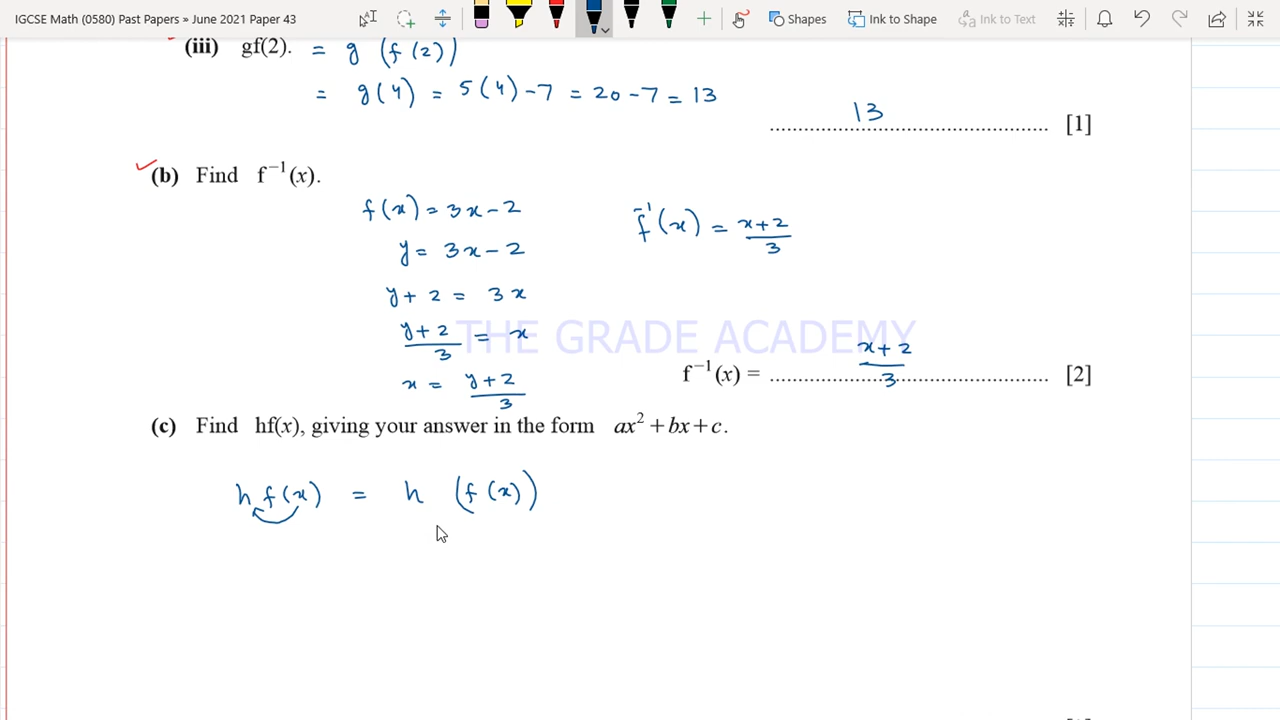 IGCSE Math (0580) Past Papers » June 2021 Paper 43
Shapes
Ink to Shape
Ink to Text
(iii) gf(2). = g (f(2))
= g(4) = 5(4)-7 = 20-7 = 13
13
[1]
(b) Find f⁻¹(x).
f(x) = 3x-2
f⁻¹(x) = x+2/3
y = 3x-2
y+2 = 3x
y+2/3 = x
THE GRADE ACADEMY
x+2/3
f⁻¹(x) = [2]
x = y+2/3
(c) Find hf(x), giving your answer in the form ax²+bx+c.
hf(x) = h (f(x))